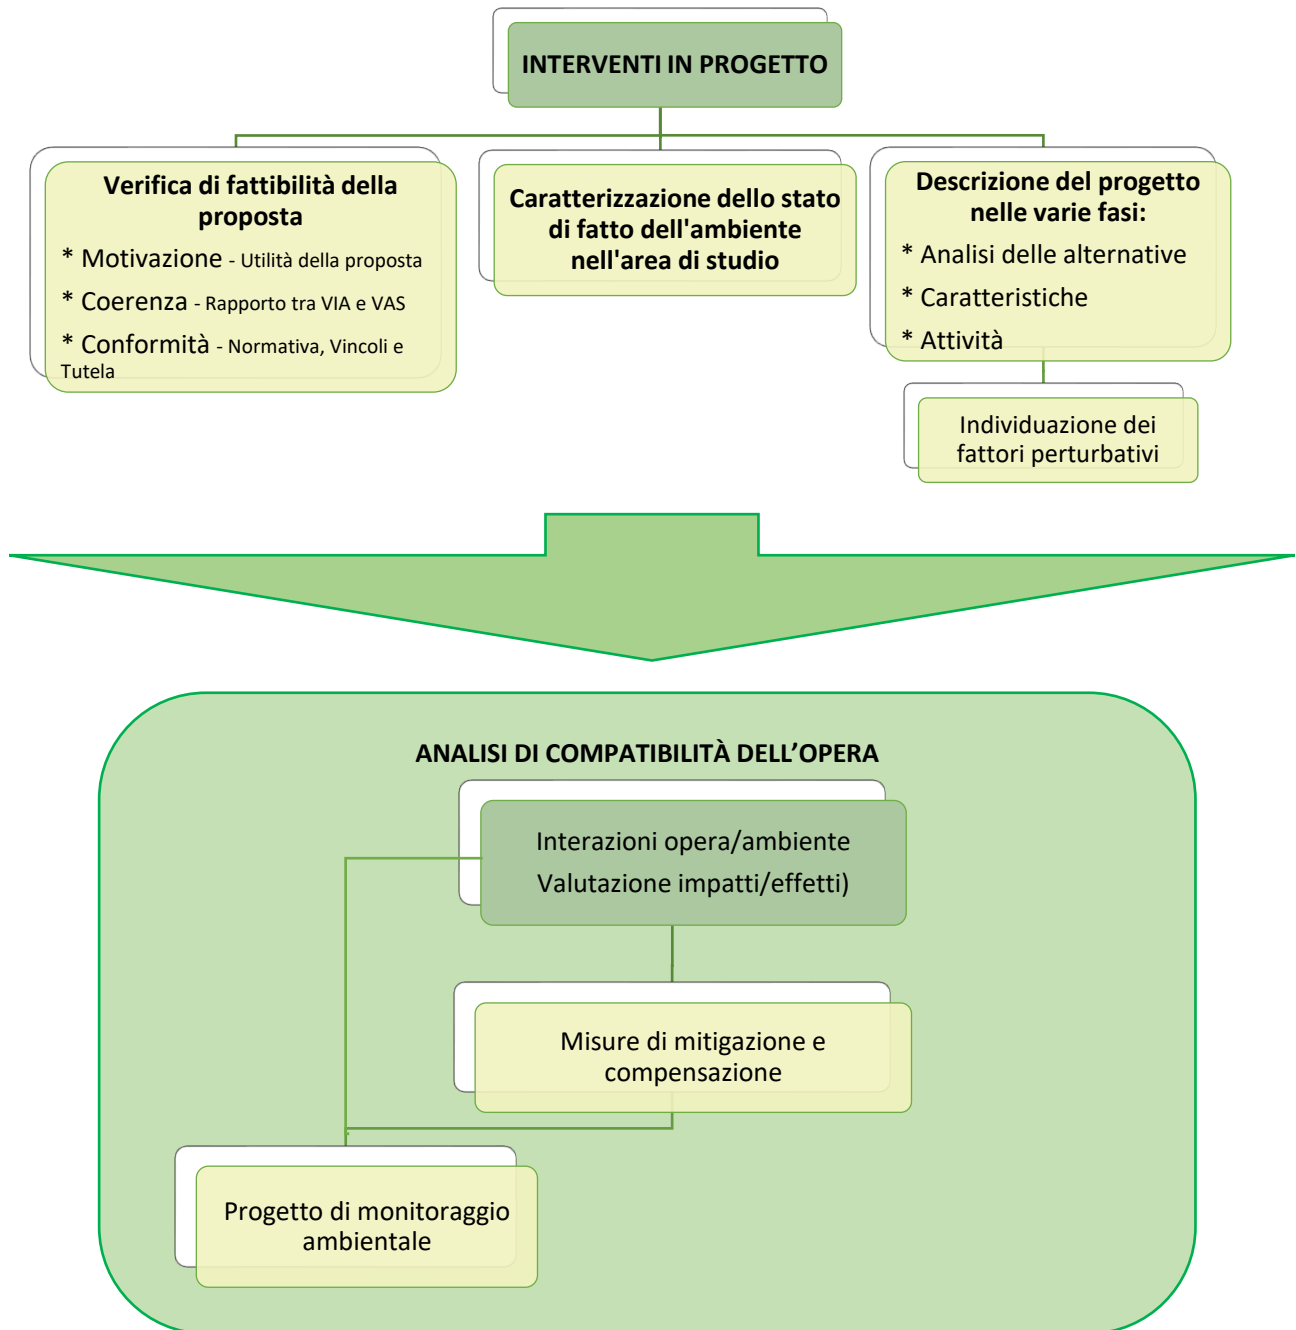 INTERVENTI IN PROGETTO
Verifica di fattibilità della
proposta
* Motivazione - Utilità della proposta
* Coerenza - Rapporto tra VIA e VAS
* Conformità - Normativa, Vincoli e
Tutela
Caratterizzazione dello stato
di fatto dell'ambiente
nell'area di studio
Descrizione del progetto
nelle varie fasi:
* Analisi delle alternative
* Caratteristiche
* Attività
Individuazione dei
fattori perturbativi
ANALISI DI COMPATIBILITÀ DELL’OPERA
Interazioni opera/ambiente
Valutazione impatti/effetti)
Misure di mitigazione e
compensazione
Progetto di monitoraggio
ambientale